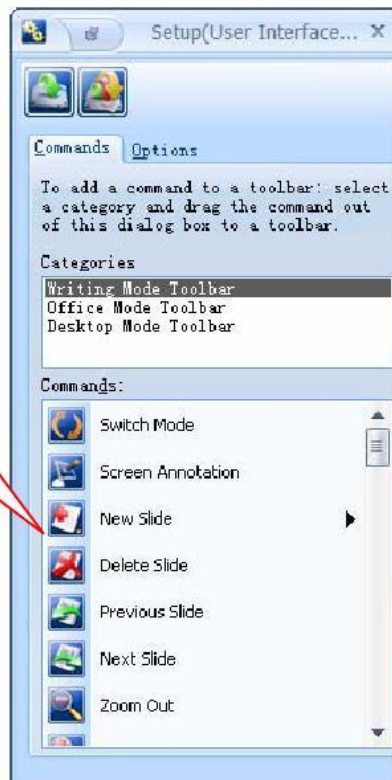 Setup(User Interface...
Commands Options
To add a command to a toolbar: select
a category and drag the command out
of this dialog box to a toolbar.
Categories
Writing Mode Toolbar
Office Mode Toolbar
Desktop Mode Toolbar
Commands:
Switch Mode
Screen Annotation
New Slide
Delete Slide
Previous Slide
Next Slide
Zoom Out